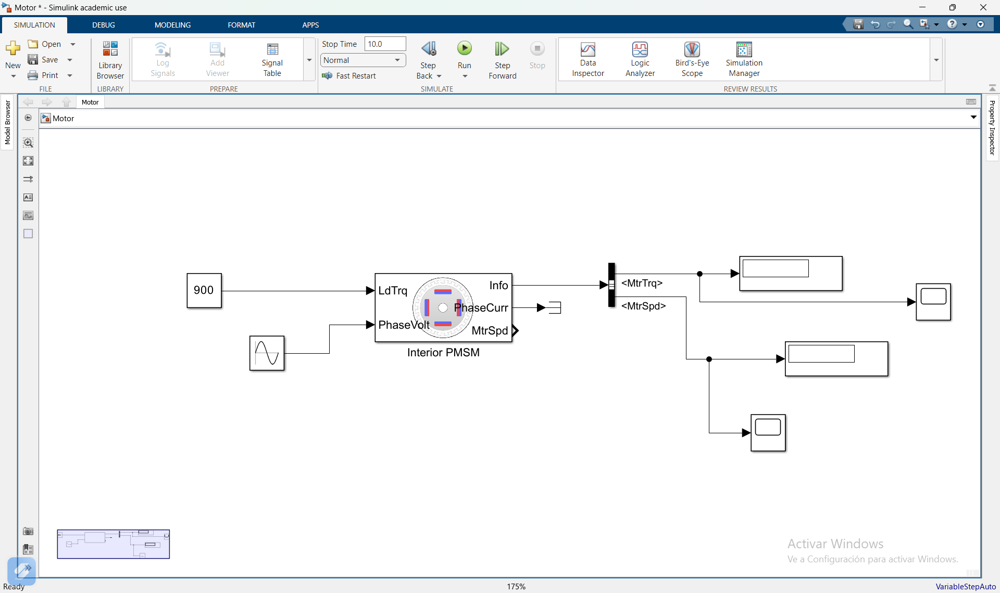 Motor * - Simulink academic use
SIMULATION
DEBUG
MODELING
FORMAT
APPS
New
Open
Save
Print
FILE
Library
Browser
LIBRARY
Log
Signals
Add
Viewer
Signal
Table
PREPARE
Stop Time
10.0
Normal
Fast Restart
Step
Back
Run
Step
Forward
Stop
SIMULATE
Data
Inspector
Logic
Analyzer
Bird's-Eye
Scope
Simulation
Manager
REVIEW RESULTS
Model Browser
Motor
Motor
Property Inspector
900
LdTrq
PhaseVolt
Info
PhaseCurr
MtrSpd
Interior PMSM
<MtrTrq>
<MtrSpd>
Activar Windows
Ve a Configuración para activar Windows.
Ready
175%
VariableStepAuto